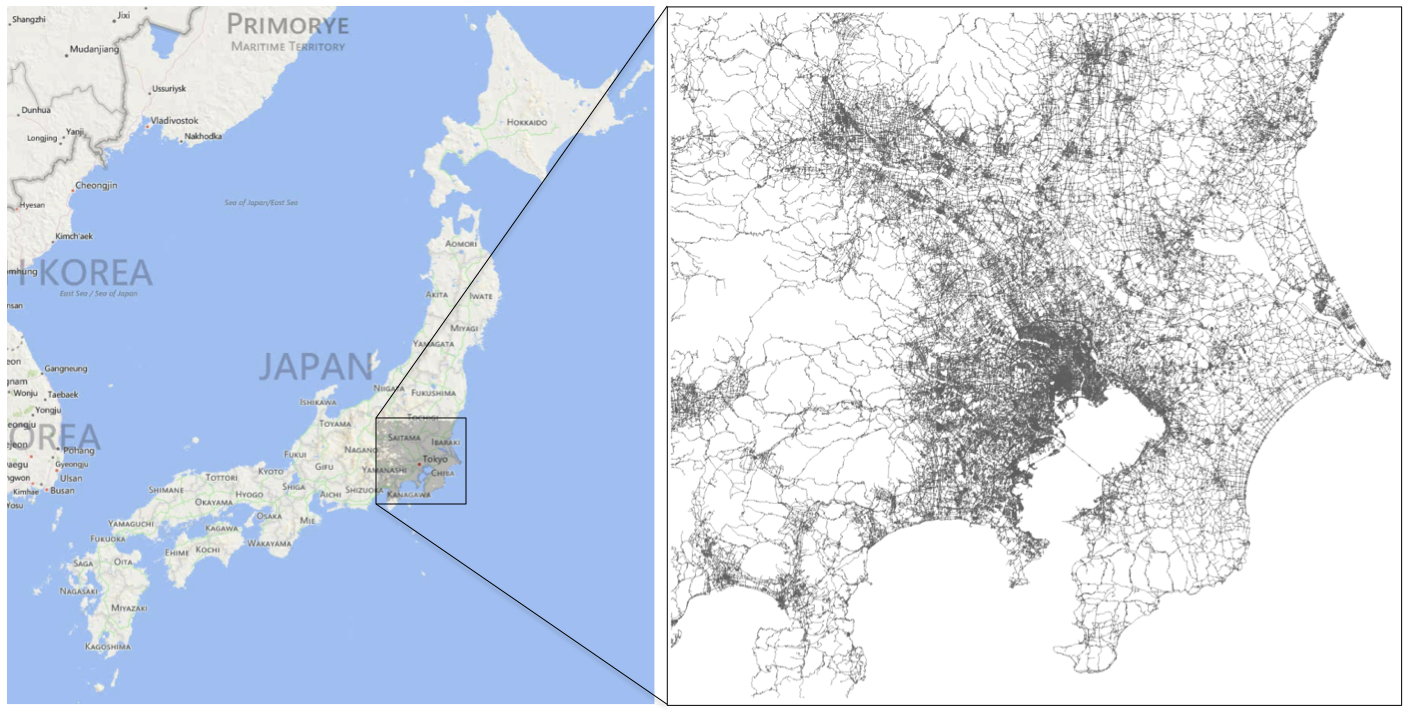 Shangzhi
Jixi
PRIMORYE
MARITIME TERRITORY
Mudanjiang
Ussuriysk
Dunhua
Vladivostok
HOKKAIDO
Yanji
Longjing
Nakhodka
Cheongjin
Hyesan
Sea of Japan/East Sea
Kimch'aek
AOMORI
KOREA
East Sea / Sea of Japan
AKITA
IWATE
MIYAGI
YAMAGATA
JAPAN
Gangneung
NIIGATA
FUKUSHIMA
Wonju
Taebaek
ISHIKAWA
Yongju
TOCHIGI
TOYAMA
OREA
SAITAMA
IBARAKI
Pohang
NAGANO
FUKUI
Tokyo
Gyeongju
GIFU
YAMANASHI
CHIBA
KYOTO
Ulsan
TOTTORI
SHIGA
SHIMANE
HYOGO
AICHI
SHIZUOKA
KANAGAWA
Kimhae
Busan
OKAYAMA
Yosu
OSAKA
MIE
YAMAGUCHI
KAGAWA
FUKUOKA
WAKAYAMA
EHIME
KOCHI
SAGA
OITA
NAGASAKI
MIYAZAKI
KAGOSHIMA